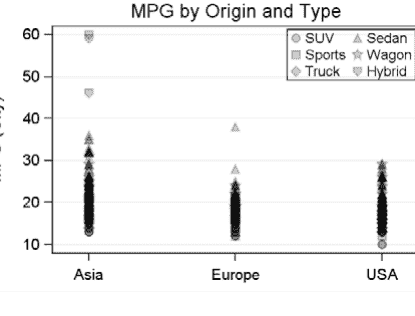 MPG by Origin and Type
SUV Sedan
Sports Wagon
Truck Hybrid
60
50
40
30
20
10
Asia Europe USA